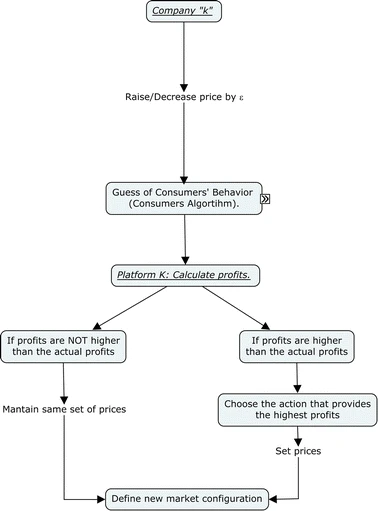 Company "k"
Raise/Decrease price by ε
Guess of Consumers' Behavior
(Consumers Algortihm).
Platform K: Calculate profits.
If profits are NOT higher
than the actual profits
If profits are higher
than the actual profits
Choose the action that provides
the highest profits
Mantain same set of prices
Set prices
Define new market configuration